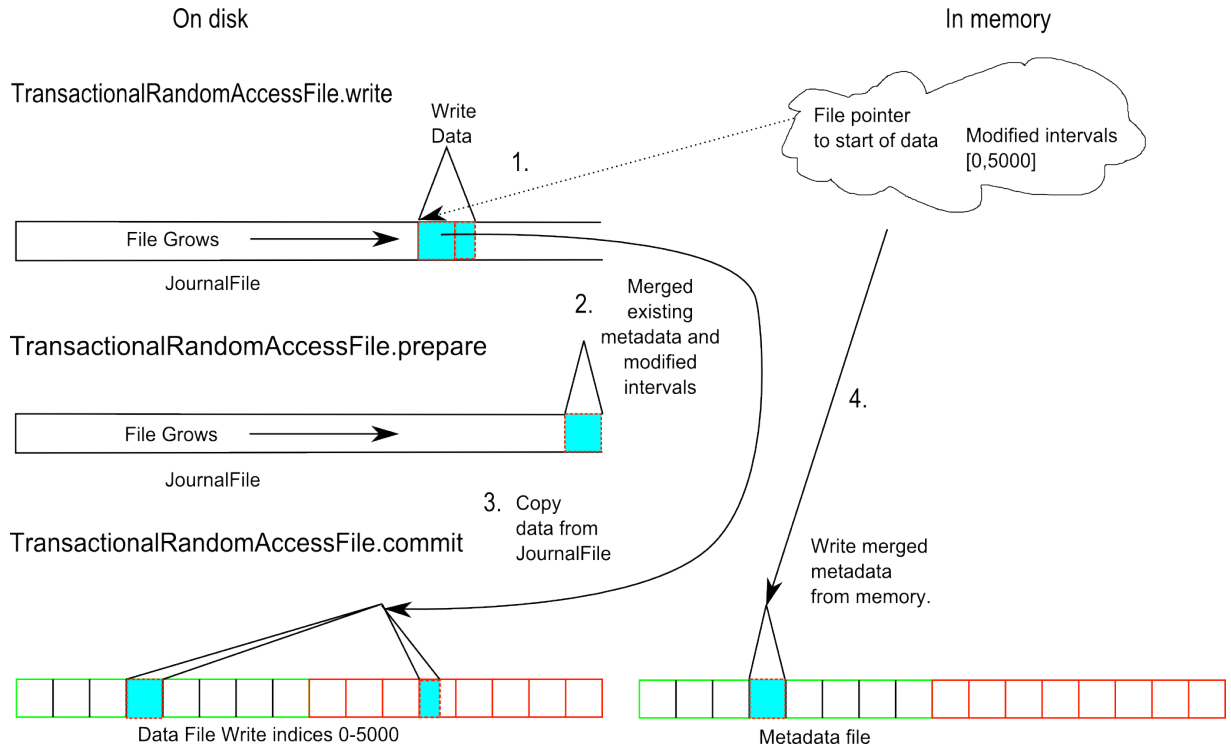 On disk
In memory
TransactionalRandomAccessFile.write
Write
Data
1.
File pointer
to start of data
Modified intervals
[0,5000]
File Grows
JournalFile
2.
Merged
existing
metadata and
modified
intervals
TransactionalRandomAccessFile.prepare
4.
File Grows
JournalFile
3.
Copy
data from
JournalFile
TransactionalRandomAccessFile.commit
Write merged
metadata
from memory.
Data File Write indices 0-5000
Metadata file